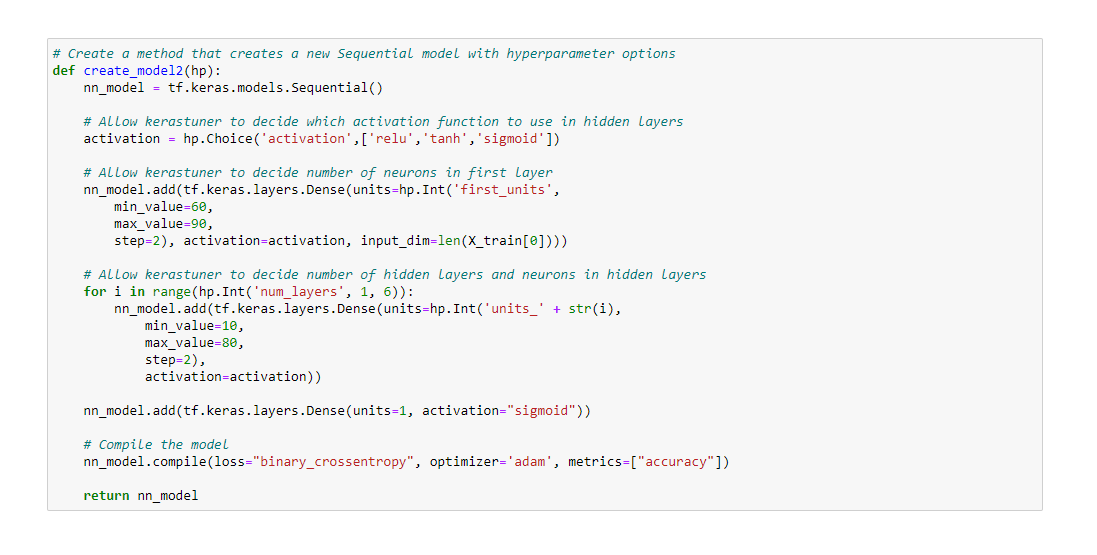 # Create a method that creates a new Sequential model with hyperparameter options
def create_model2(hp):
    nn_model = tf.keras.models.Sequential()

    # Allow kerastuner to decide which activation function to use in hidden layers
    activation = hp.Choice('activation',['relu','tanh','sigmoid'])

    # Allow kerastuner to decide number of neurons in first layer
    nn_model.add(tf.keras.layers.Dense(units=hp.Int('first_units',
        min_value=60,
        max_value=90,
        step=2), activation=activation, input_dim=len(X_train[0])))

    # Allow kerastuner to decide number of hidden layers and neurons in hidden layers
    for i in range(hp.Int('num_layers', 1, 6)):
        nn_model.add(tf.keras.layers.Dense(units=hp.Int('units_' + str(i),
            min_value=10,
            max_value=80,
            step=2),
            activation=activation))

    nn_model.add(tf.keras.layers.Dense(units=1, activation="sigmoid"))

    # Compile the model
    nn_model.compile(loss="binary_crossentropy", optimizer='adam', metrics=["accuracy"])

    return nn_model